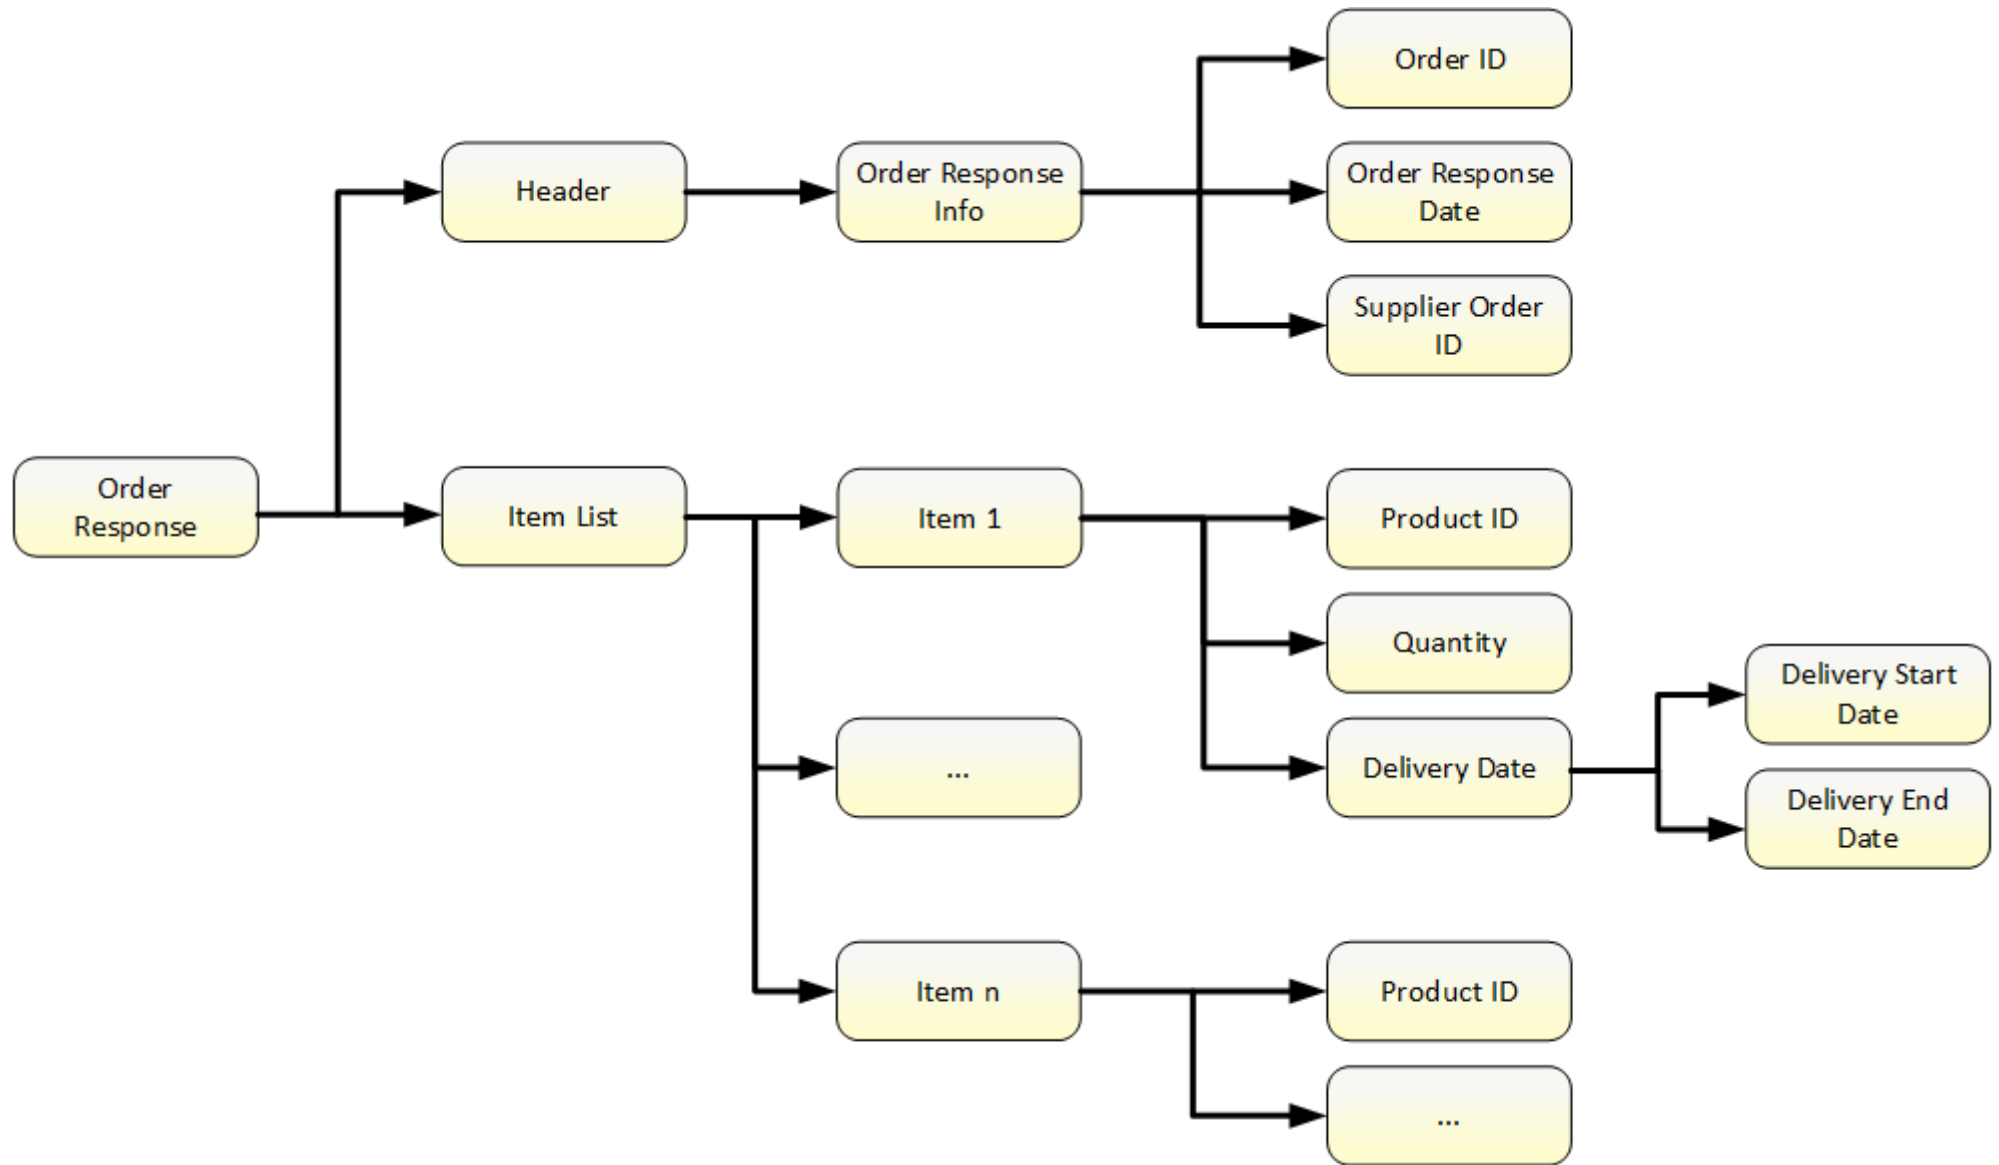 Order ID
Header
Order Response
Info
Order Response
Date
Supplier Order
ID
Order
Response
Item List
Item 1
Product ID
Quantity
Delivery Start
Date
...
Delivery Date
Delivery End
Date
Item n
Product ID
...